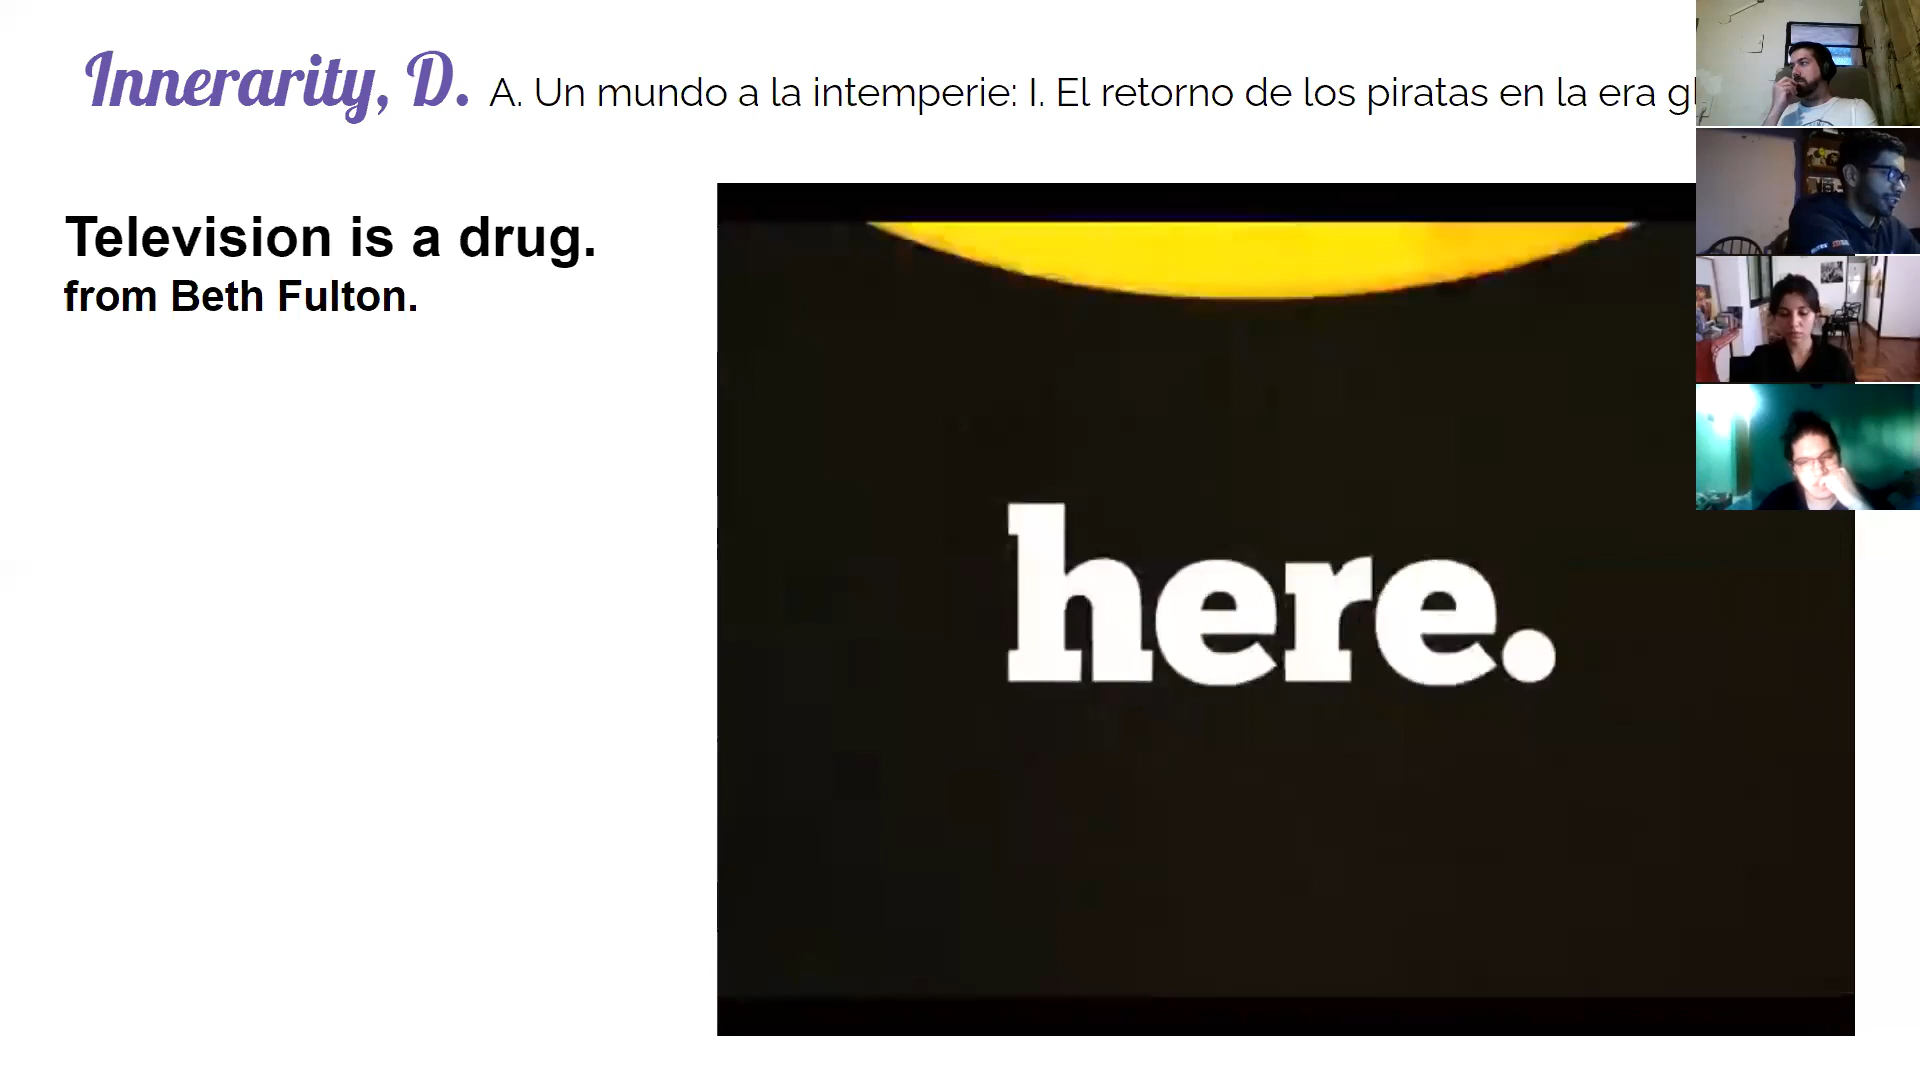 Innerarity, D. A. Un mundo a la intemperie: I. El retorno de los piratas en la era gl
Television is a drug.
from Beth Fulton.
here.